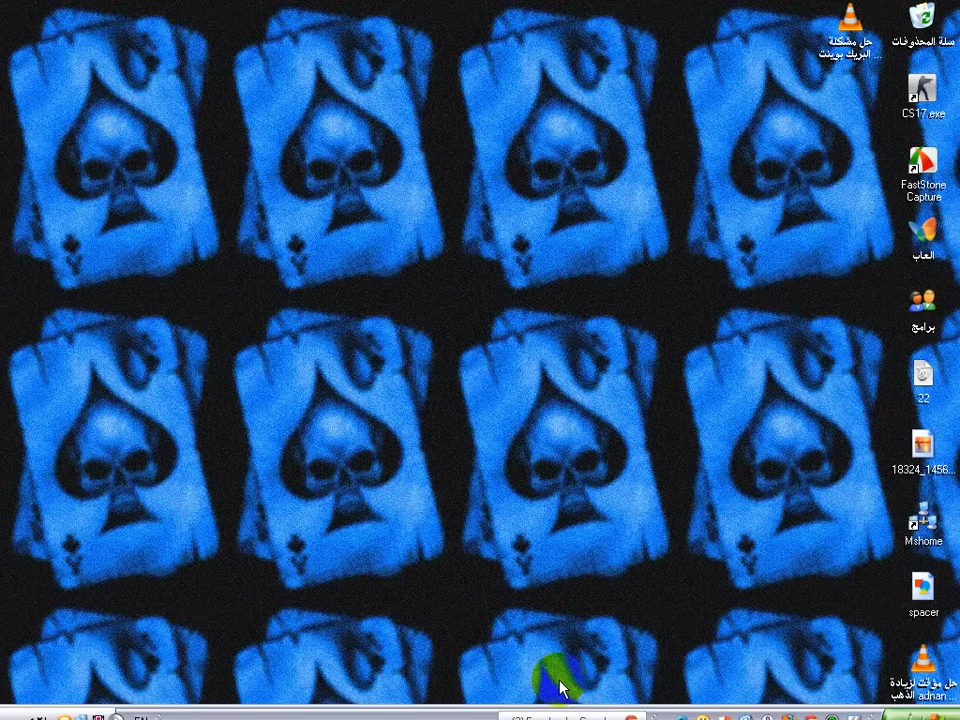 سلة المحذوفات
حل مشكلة
البريك بوينت ...
CS17.exe
FastStone
Capture
العاب
برامج
22
18324_1456...
Mshome
spacer
حل مؤقت لزيادة
الذهب adnan ...
EN